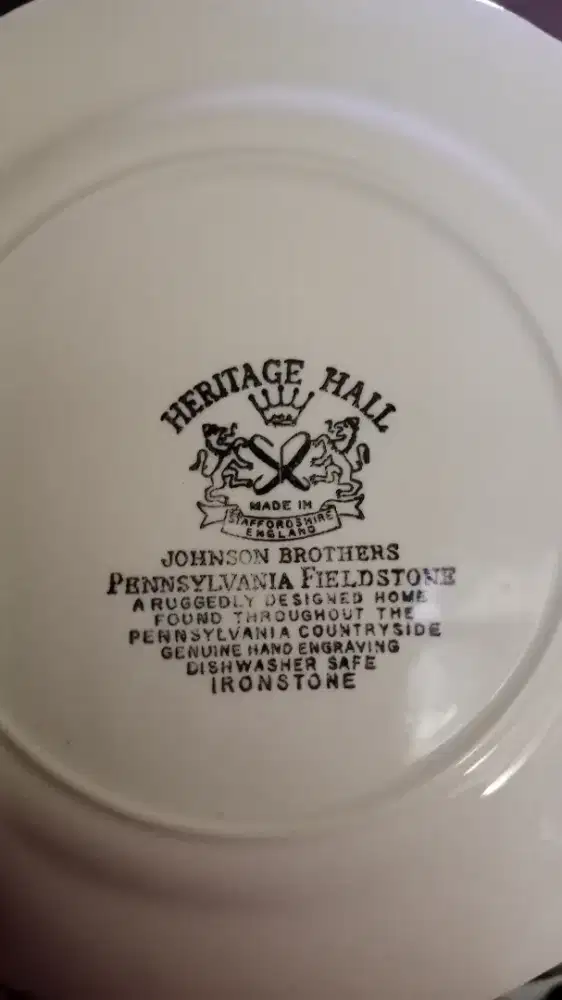 HERITAGE HALL
MADE IN
STAFFORDSHIRE
ENGLAND
JOHNSON BROTHERS
PENNSYLVANIA FIELDSTONE
A RUGGEDLY DESIGNED HOME
FOUND THROUGHOUT THE
PENNSYLVANIA COUNTRYSIDE
GENUINE HAND ENGRAVING
DISHWASHER SAFE
IRONSTONE